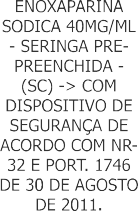 ENOXAPARINA
SODICA 40MG/ML
- SERINGA PRE-
PREENCHIDA -
(SC) -> COM
DISPOSITIVO DE
SEGURANÇA DE
ACORDO COM NR-
32 E PORT. 1746
DE 30 DE AGOSTO
DE 2011.